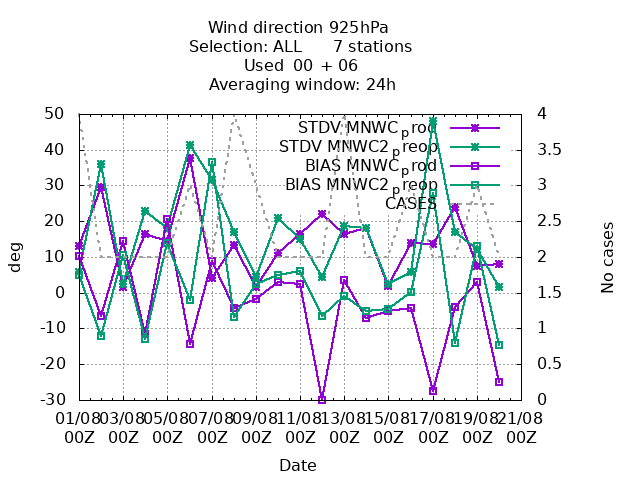 Wind direction 925hPa
Selection: ALL 7 stations
Used 00 + 06
Averaging window: 24h
50 4
40 3.5
30 3
20 2.5
10 2
0 1.5
-10 1
-20 0.5
-30 0
deg
No cases
STDV MNWC_prod
STDV MNWC2_preop
BIAS MNWC_prod
BIAS MNWC2_preop
CASES
01/08 03/08 05/08 07/08 09/08 11/08 13/08 15/08 17/08 19/08 21/08
00Z 00Z 00Z 00Z 00Z 00Z 00Z 00Z 00Z 00Z 00Z
Date